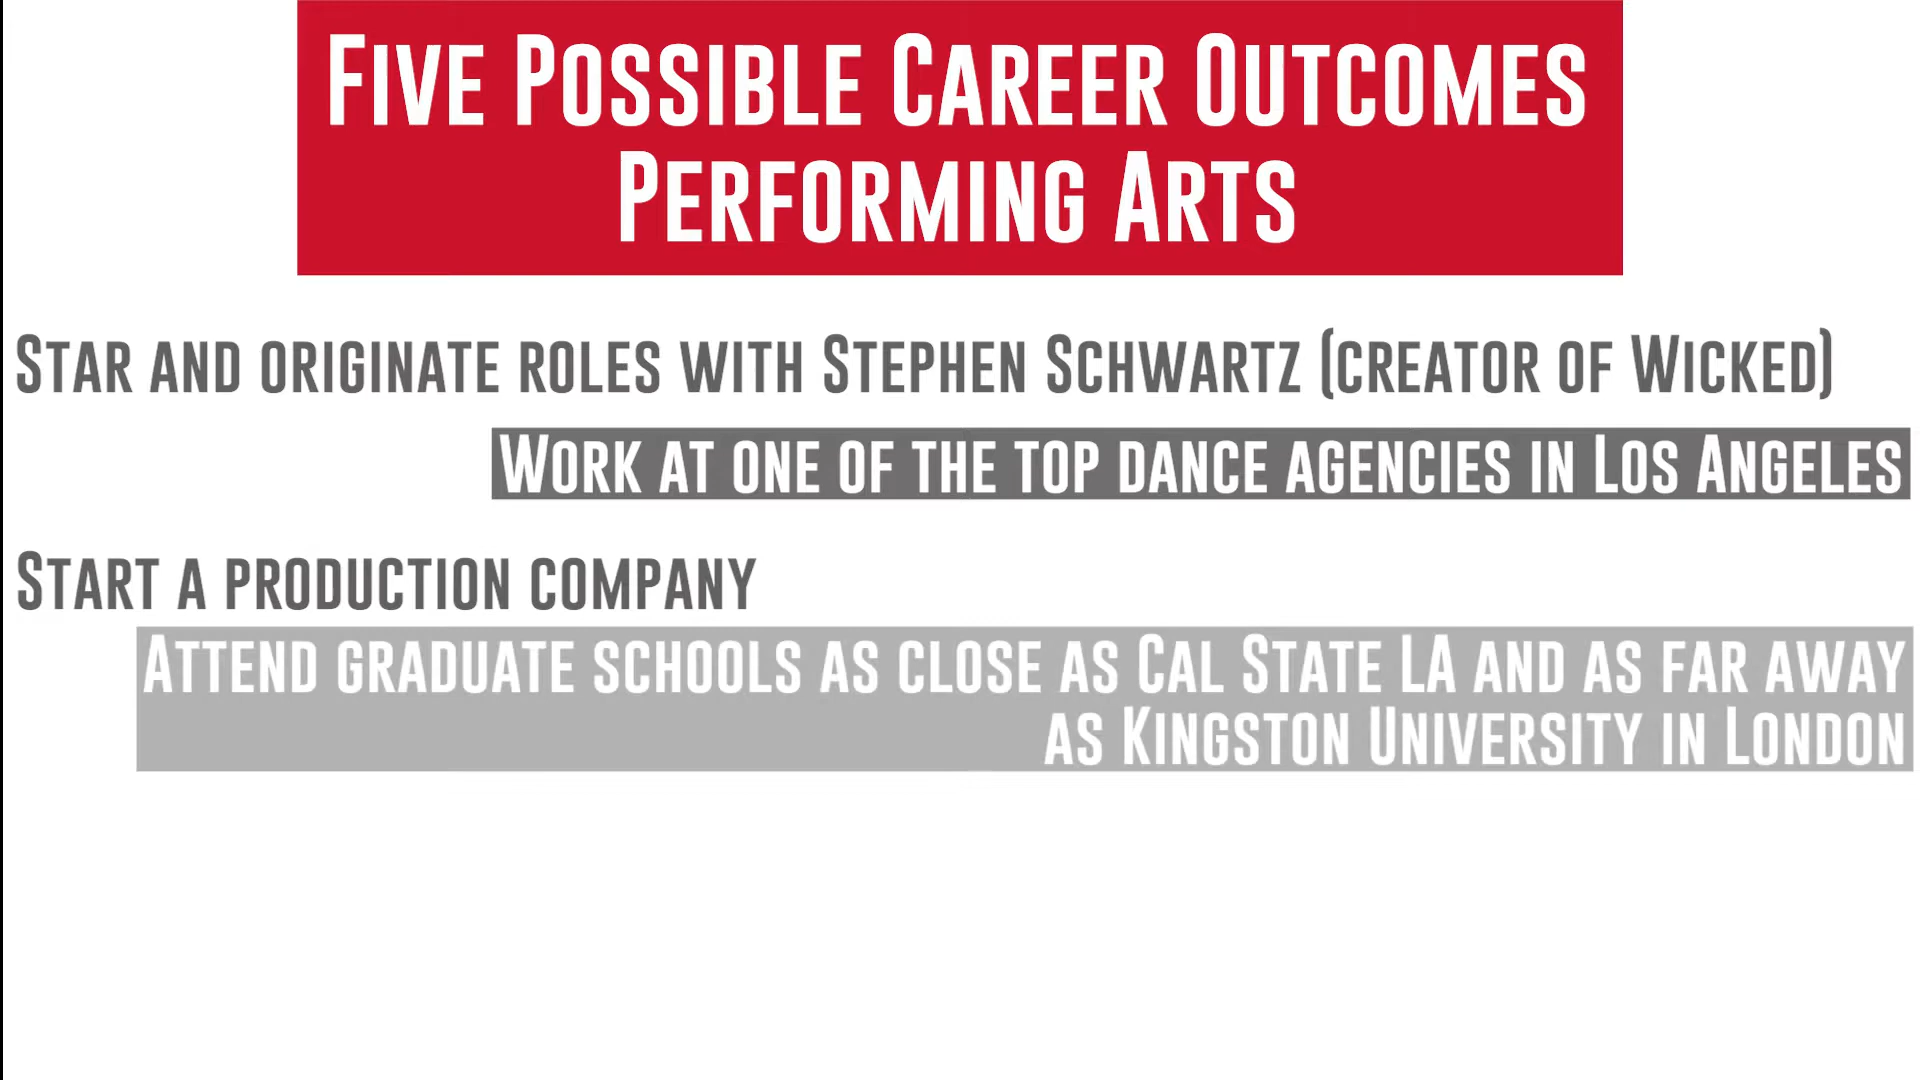 Five Possible Career Outcomes
Performing Arts
Star and originate roles with Stephen Schwartz (creator of Wicked)
Work at one of the top dance agencies in Los Angeles
Start a production company
Attend graduate schools as close as Cal State LA and as far away
as Kingston University in London